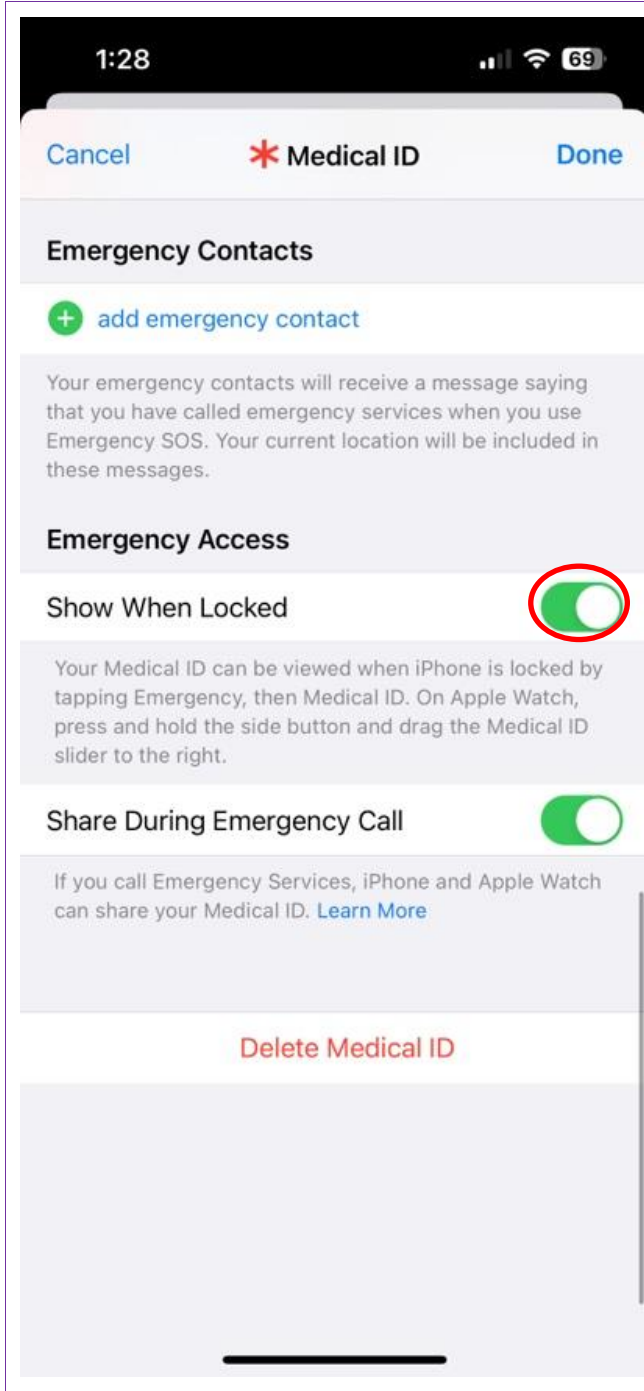 1:28
69
Cancel
Medical ID
Done
Emergency Contacts
add emergency contact
Your emergency contacts will receive a message saying
that you have called emergency services when you use
Emergency SOS. Your current location will be included in
these messages.
Emergency Access
Show When Locked
Your Medical ID can be viewed when iPhone is locked by
tapping Emergency, then Medical ID. On Apple Watch,
press and hold the side button and drag the Medical ID
slider to the right.
Share During Emergency Call
If you call Emergency Services, iPhone and Apple Watch
can share your Medical ID. Learn More
Delete Medical ID